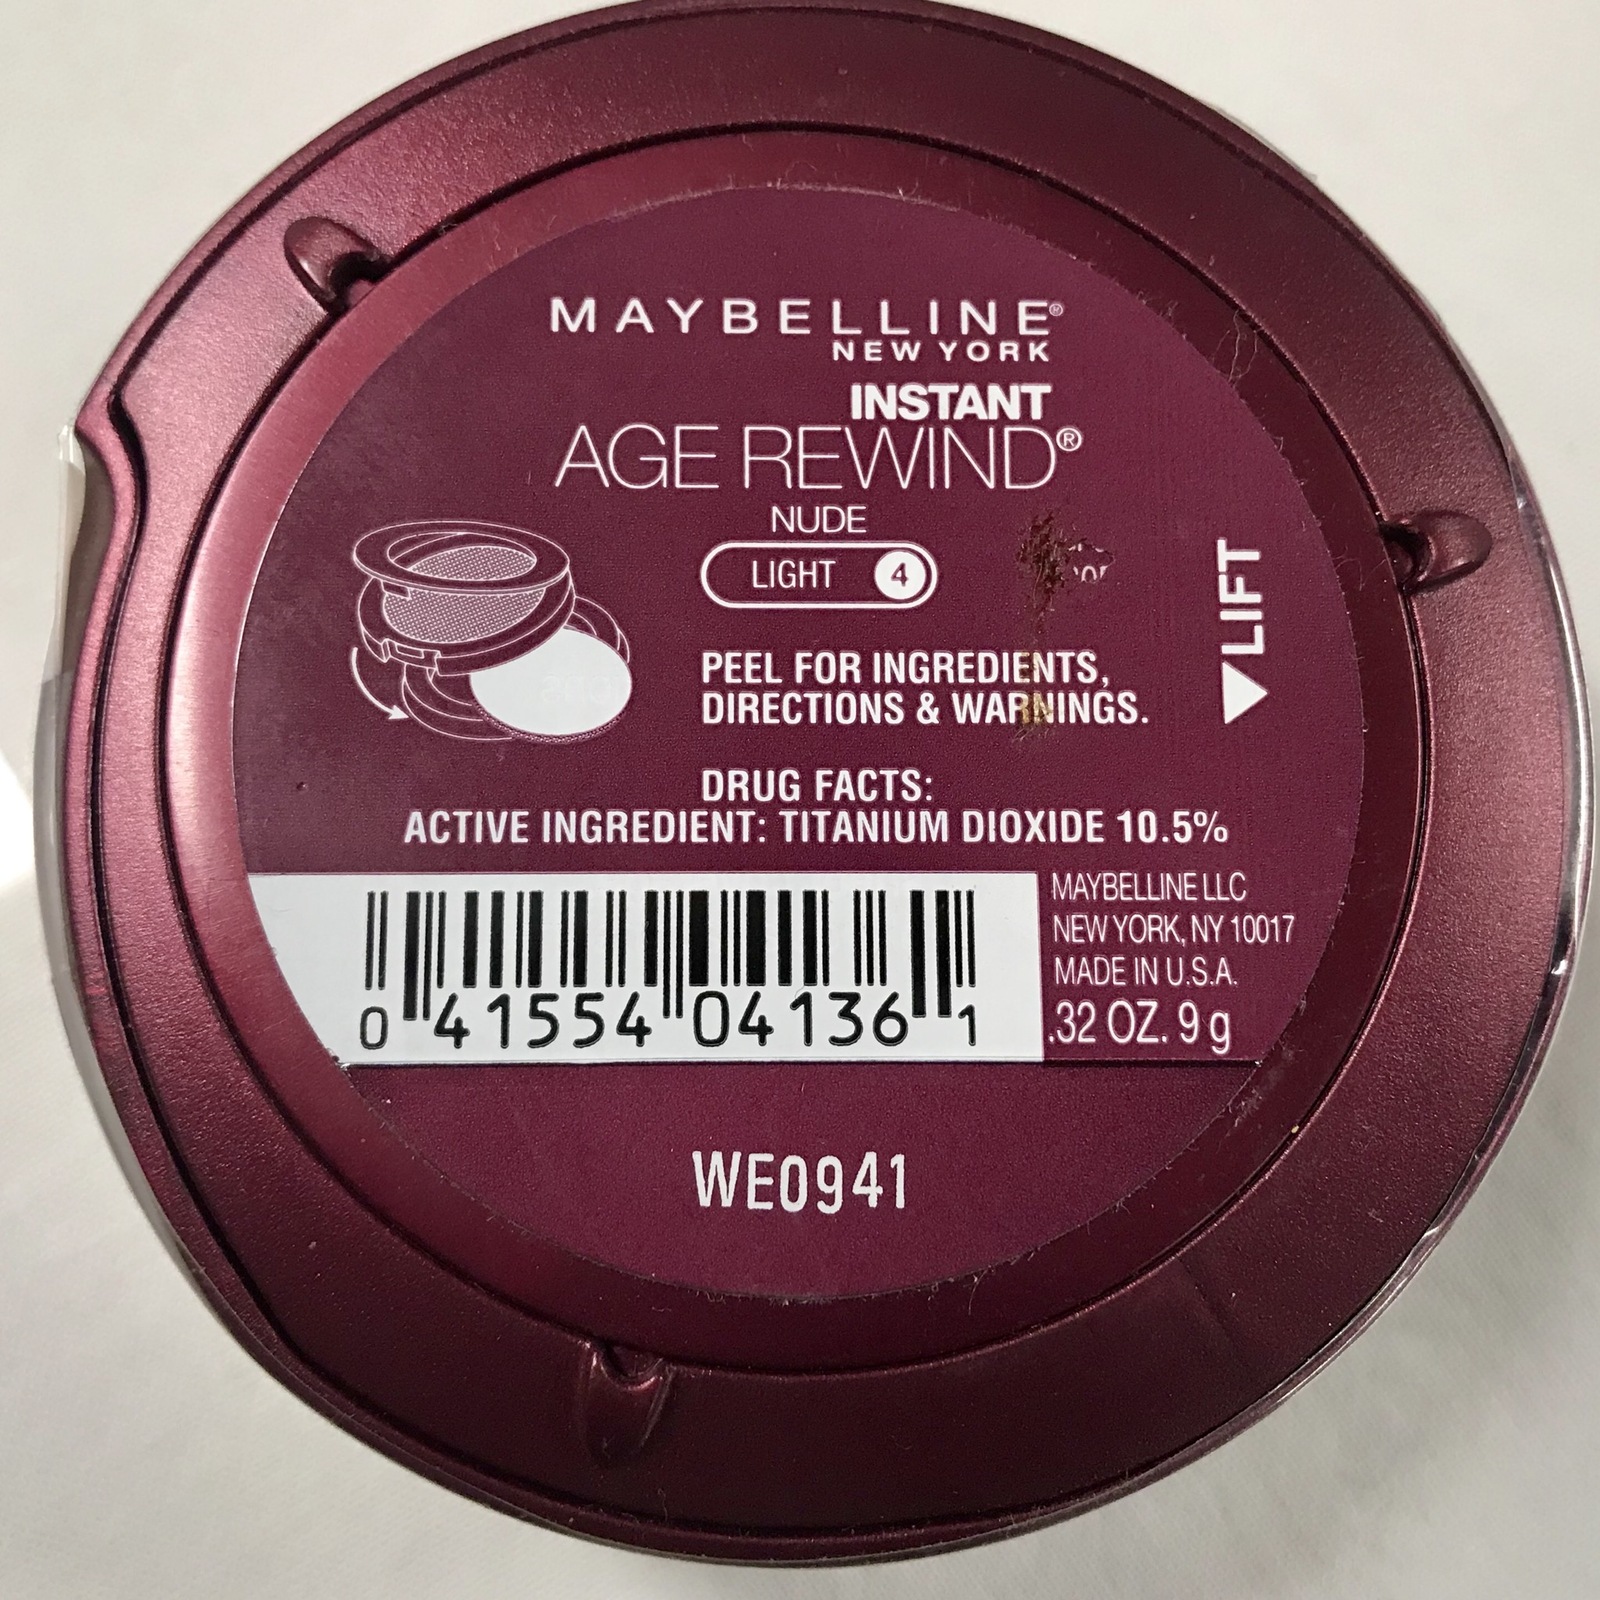 MAYBELLINE®
NEW YORK
INSTANT
AGE REWIND®
NUDE
LIGHT 4
PEEL FOR INGREDIENTS,
DIRECTIONS & WARNINGS.
LIFT
DRUG FACTS:
ACTIVE INGREDIENT: TITANIUM DIOXIDE 10.5%
0 41554 04136 1
MAYBELLINE LLC
NEW YORK, NY 10017
MADE IN U.S.A.
.32 OZ. 9 g
WE0941